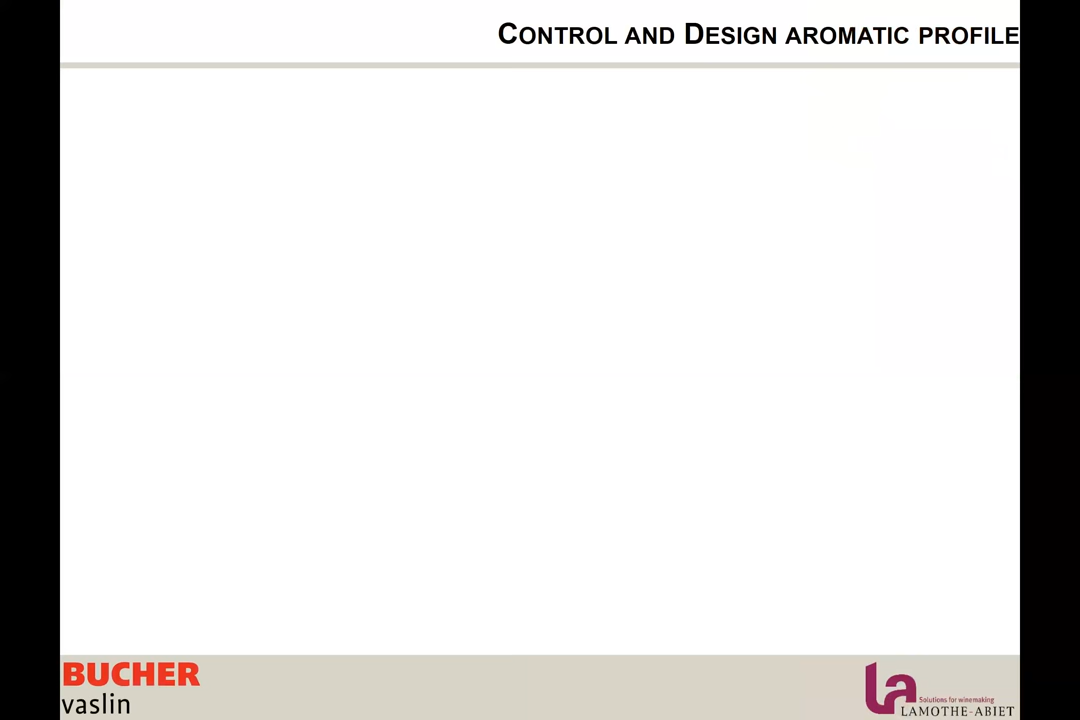 CONTROL AND DESIGN AROMATIC PROFILE
BUCHER
vaslin
la
Solutions for winemaking
LAMOTHE-ABIET